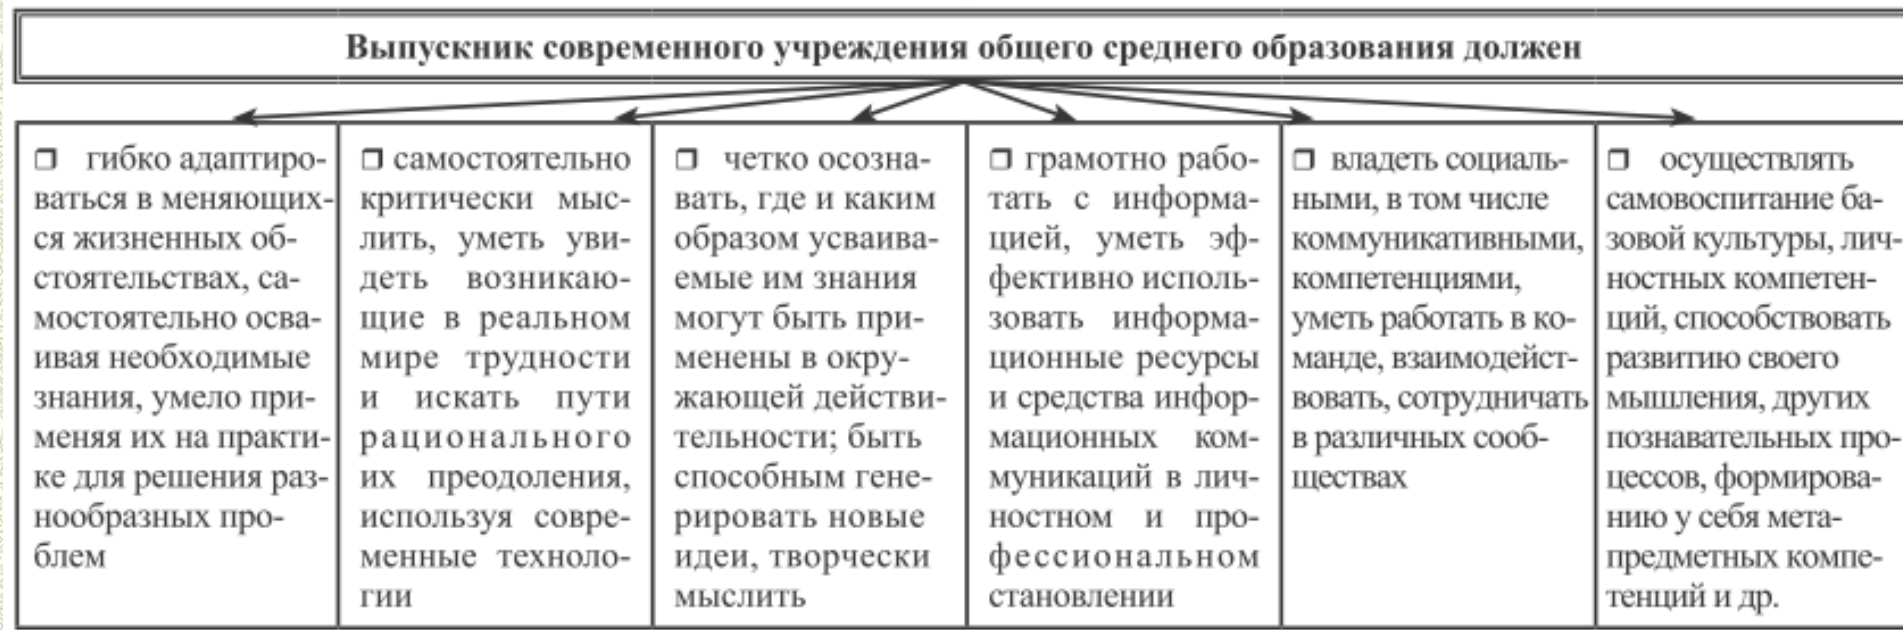 Выпускник современного учреждения общего среднего образования должен
❒ гибко адаптиро-
ваться в меняющих-
ся жизненных об-
стоятельствах, са-
мостоятельно осва-
ивая необходимые
знания, умело при-
меняя их на практи-
ке для решения раз-
нообразных про-
блем
❒ самостоятельно
критически мыс-
лить, уметь уви-
деть возникаю-
щие в реальном
мире трудности
и искать пути
рационального
их преодоления,
используя совре-
менные техноло-
гии
❒ четко осозна-
вать, где и каким
образом усваива-
емые им знания
могут быть при-
менены в окру-
жающей действи-
тельности; быть
способным гене-
рировать новые
идеи, творчески
мыслить
❒ грамотно рабо-
тать с информа-
цией, уметь эф-
фективно исполь-
зовать информа-
ционные ресурсы
и средства инфор-
мационных ком-
муникаций в лич-
ностном и про-
фессиональном
становлении
❒ владеть социаль-
ными, в том числе
коммуникативными,
компетенциями,
уметь работать в ко-
манде, взаимодейст-
вовать, сотрудничать
в различных сооб-
ществах
❒ осуществлять
самовоспитание ба-
зовой культуры, лич-
ностных компетен-
ций, способствовать
развитию своего
мышления, других
познавательных про-
цессов, формирова-
нию у себя мета-
предметных компе-
тенций и др.